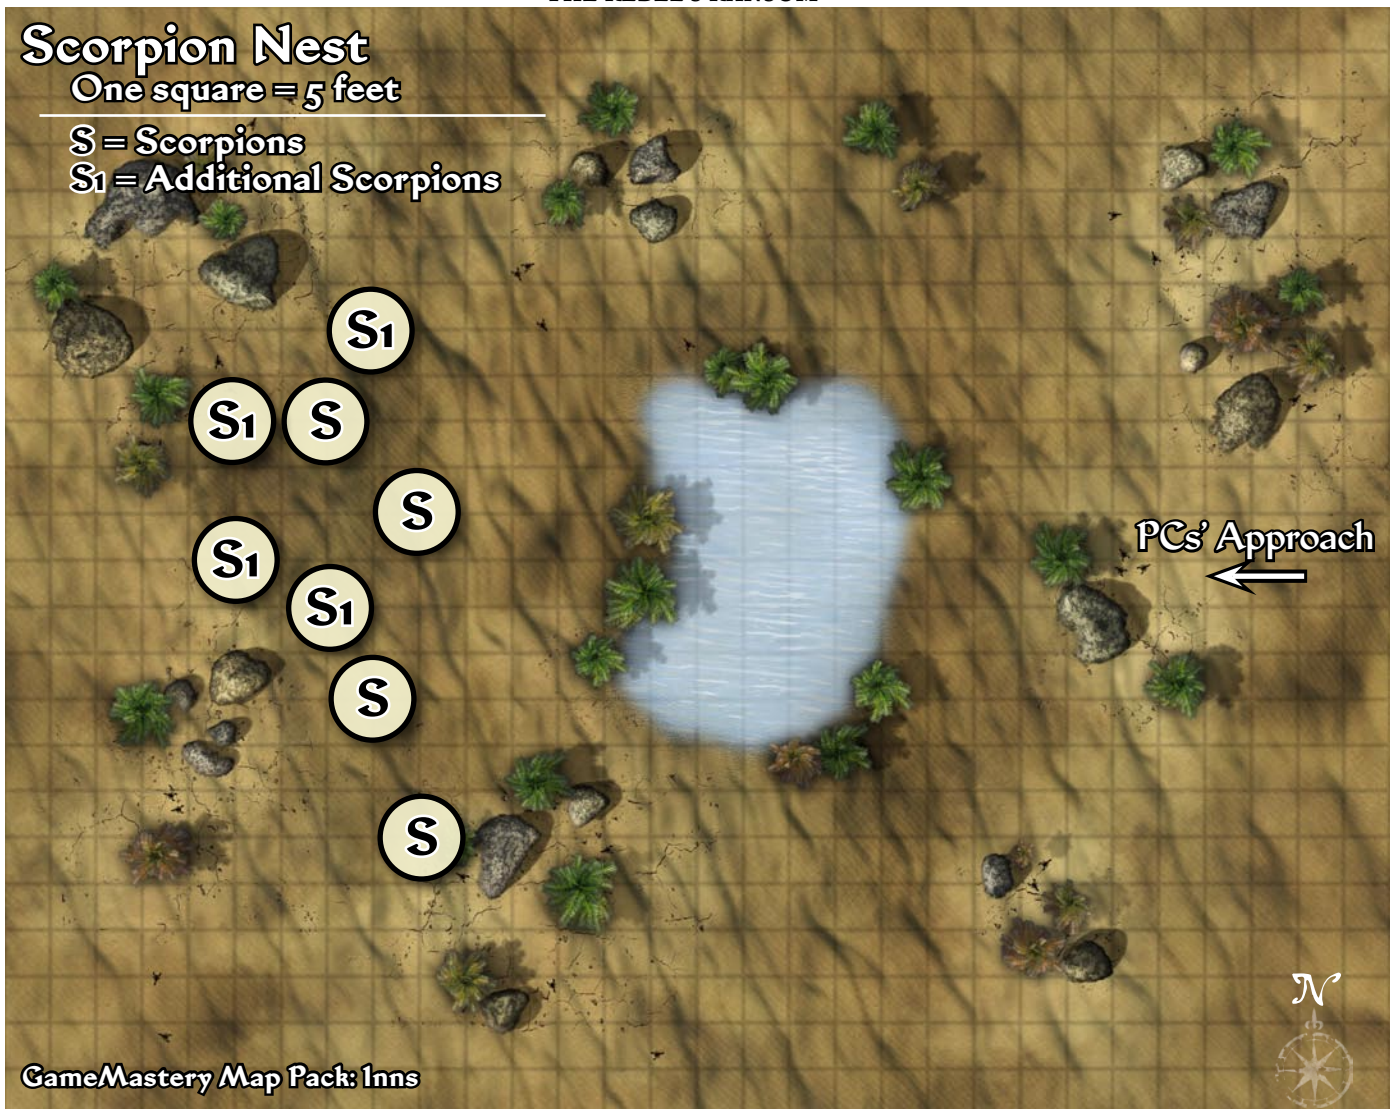 Scorpion Nest
One square = 5 feet
S = Scorpions
S1 = Additional Scorpions
S1
S1
S
S
PCs' Approach
S1
S1
S
S
N
GameMastery Map Pack: Inns